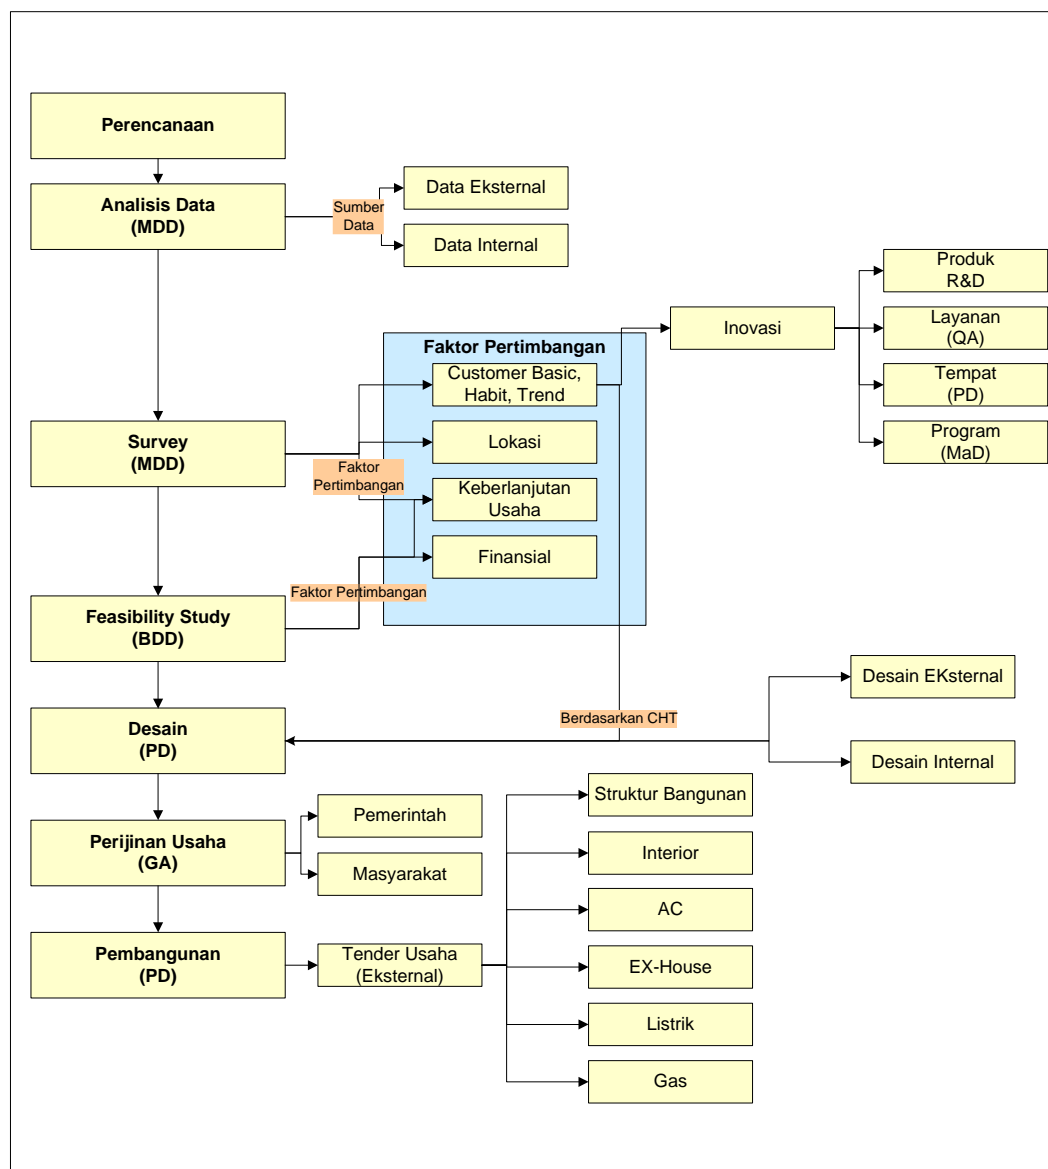 Perencanaan
Analisis Data
(MDD)
Sumber
Data
Data Eksternal
Data Internal
Produk
R&D
Inovasi
Layanan
(QA)
Tempat
(PD)
Program
(MaD)
Faktor Pertimbangan
Customer Basic,
Habit, Trend
Survey
(MDD)
Lokasi
Faktor
Pertimbangan
Keberlanjutan
Usaha
Finansial
Feasibility Study
(BDD)
Faktor Pertimbangan
Desain
(PD)
Berdasarkan CHT
Desain EKsternal
Desain Internal
Perijinan Usaha
(GA)
Pemerintah
Masyarakat
Pembangunan
(PD)
Tender Usaha
(Eksternal)
Struktur Bangunan
Interior
AC
EX-House
Listrik
Gas